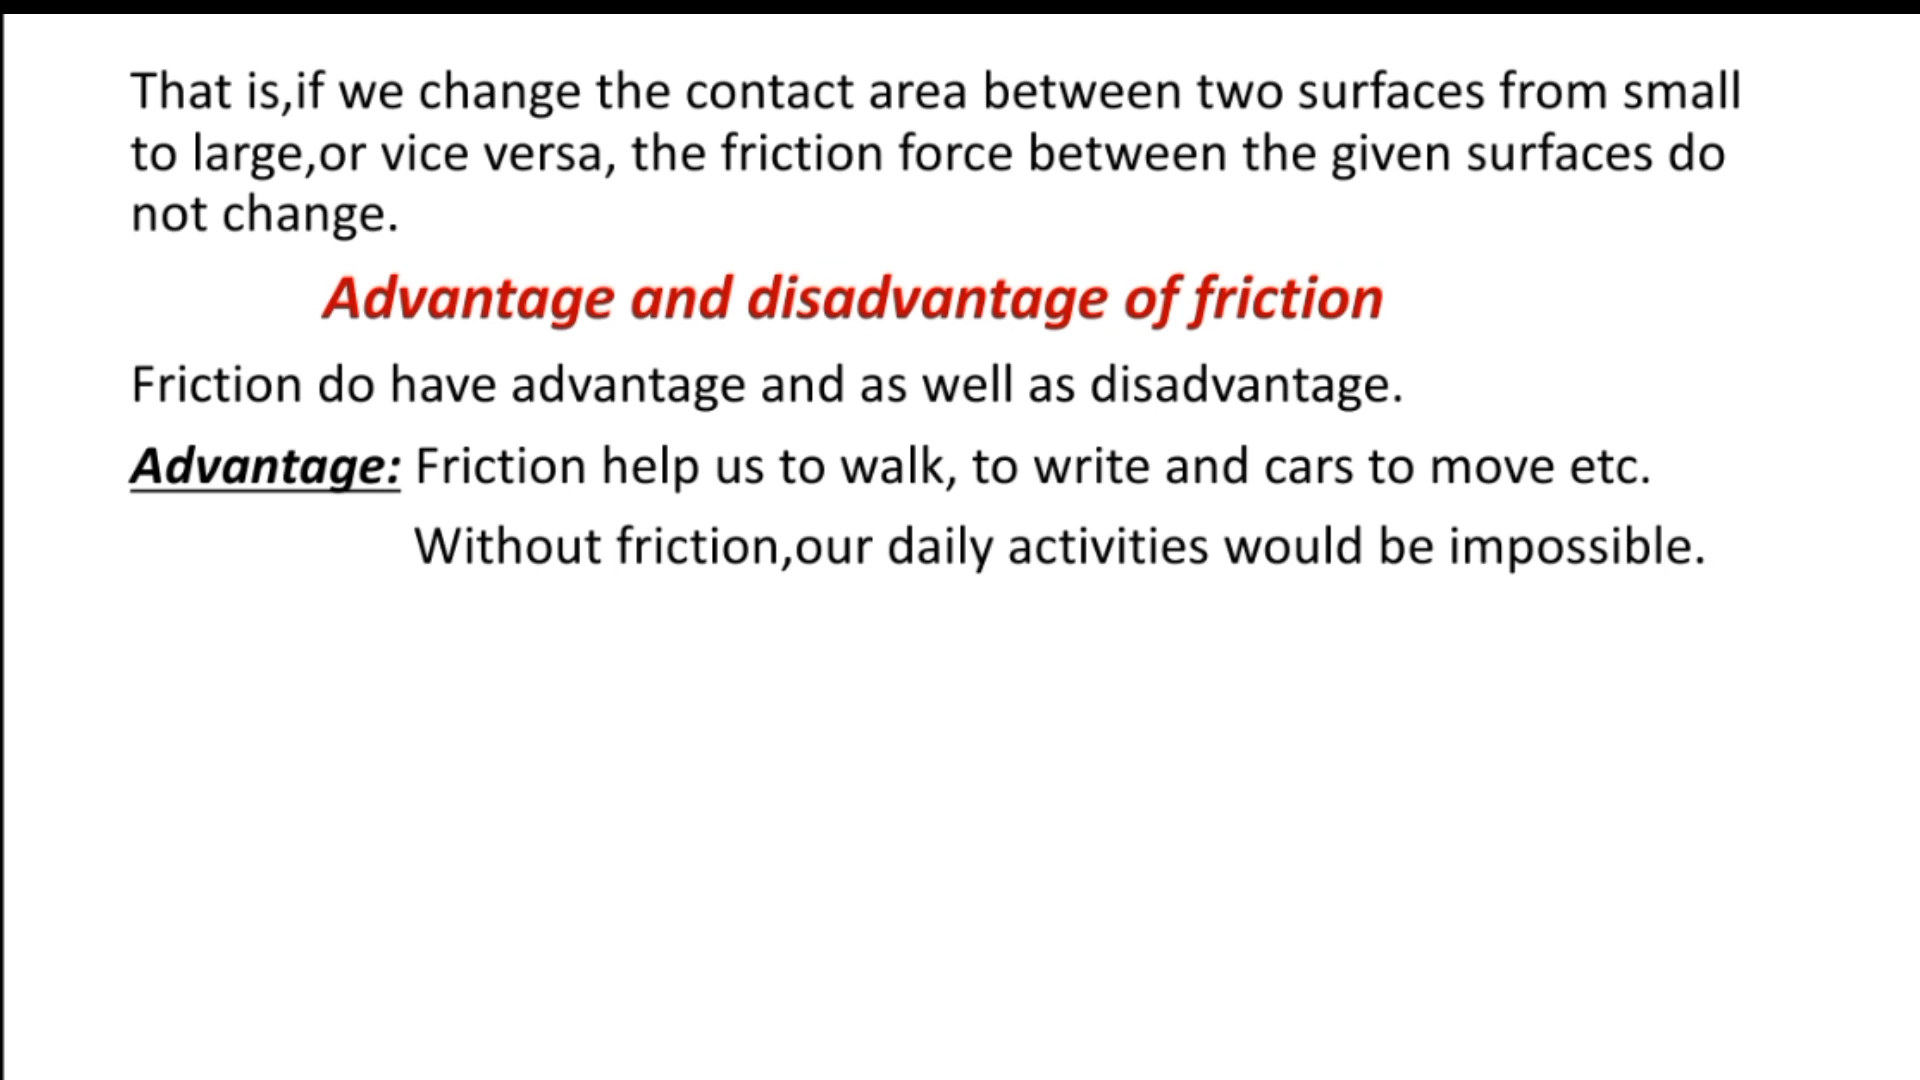 That is,if we change the contact area between two surfaces from small
to large,or vice versa, the friction force between the given surfaces do
not change.
Advantage and disadvantage of friction
Friction do have advantage and as well as disadvantage.
Advantage: Friction help us to walk, to write and cars to move etc.
Without friction,our daily activities would be impossible.